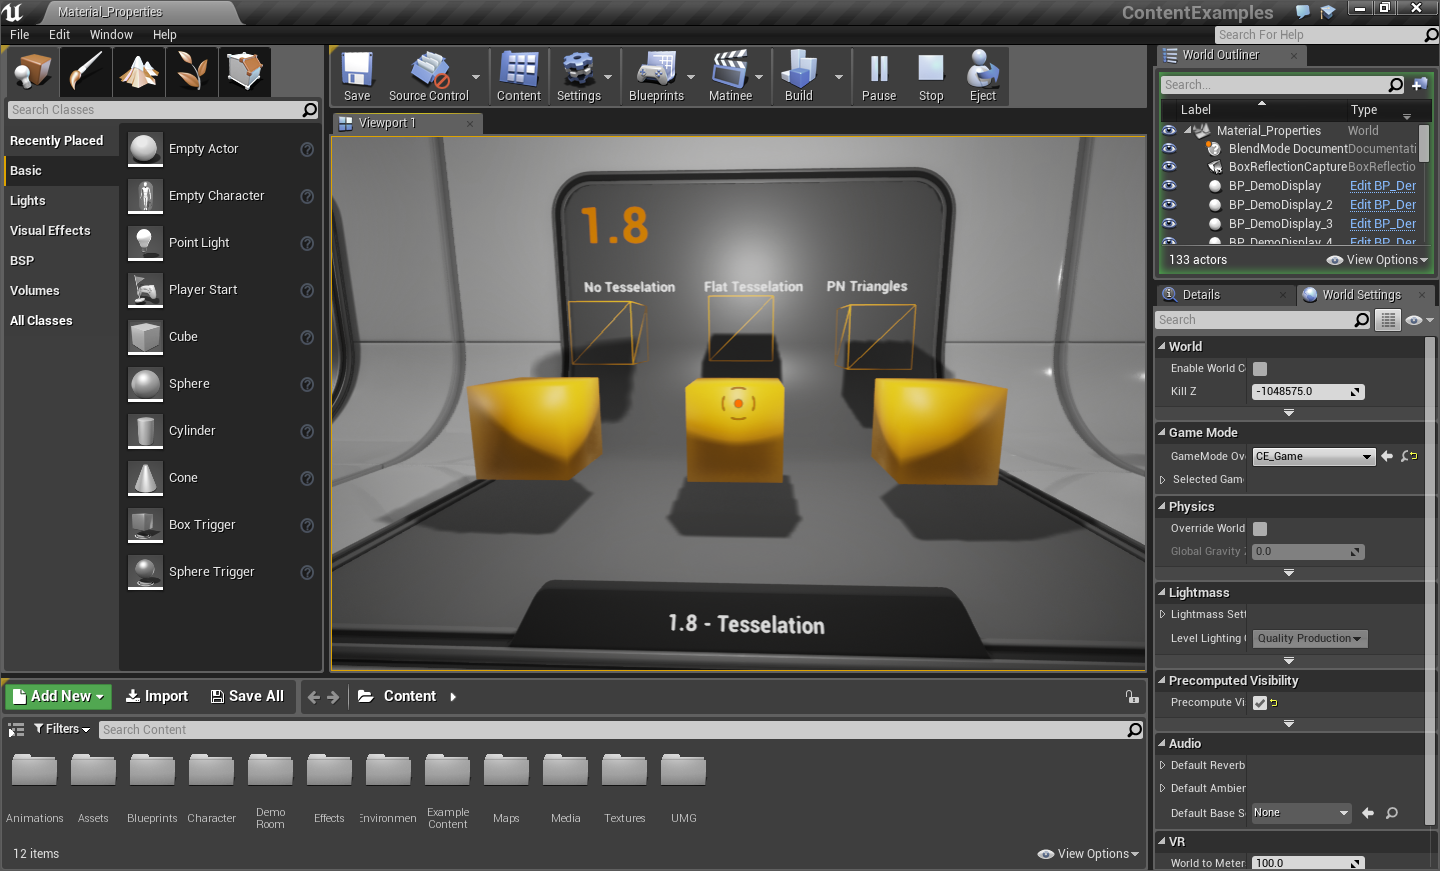 Material_Properties
ContentExamples
File
Edit
Window
Help
Search For Help
Search Classes
Recently Placed
Basic
Lights
Visual Effects
BSP
Volumes
All Classes
Empty Actor
Empty Character
Point Light
Player Start
Cube
Sphere
Cylinder
Cone
Box Trigger
Sphere Trigger
Save
Source Control
Content
Settings
Blueprints
Matinee
Build
Pause
Stop
Eject
Viewport 1
1.8
No Tesselation
Flat Tesselation
PN Triangles
1.8 - Tesselation
World Outliner
Search...
Label
Type
Material_Properties World
BlendMode Document Documentati
BoxReflectionCapture BoxReflectio
BP_DemoDisplay Edit BP_Der
BP_DemoDisplay_2 Edit BP_Der
BP_DemoDisplay_3 Edit BP_Der
BP_DemoDisplay_4 Edit BP_Der
133 actors
View Options
Details
World Settings
Search
World
Enable World C
Kill Z
-1048575.0
Game Mode
GameMode Ov
CE_Game
Selected Gam
Physics
Override World
Global Gravity
0.0
Lightmass
Lightmass Sett
Level Lighting
Quality Production
Precomputed Visibility
Precompute Vi
Audio
Default Reverb
Default Ambier
Default Base S
None
VR
World to Meter
100.0
Add New
Import
Save All
Content
Filters
Search Content
Animations
Assets
Blueprints
Character
Demo
Room
Effects
Environmen
Example
Content
Maps
Media
Textures
UMG
12 items
View Options